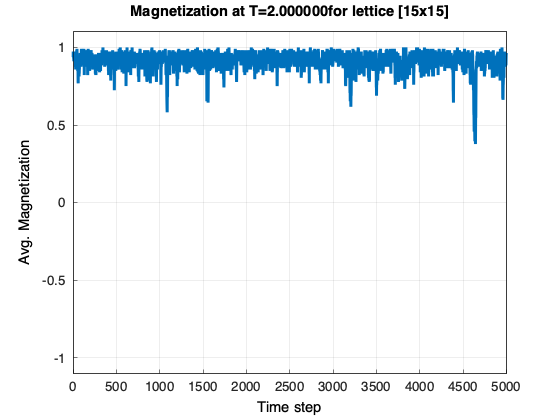 Magnetization at T=2.000000for lettice [15x15]
1
0.5
0
-0.5
-1
Avg. Magnetization
0 500 1000 1500 2000 2500 3000 3500 4000 4500 5000
Time step